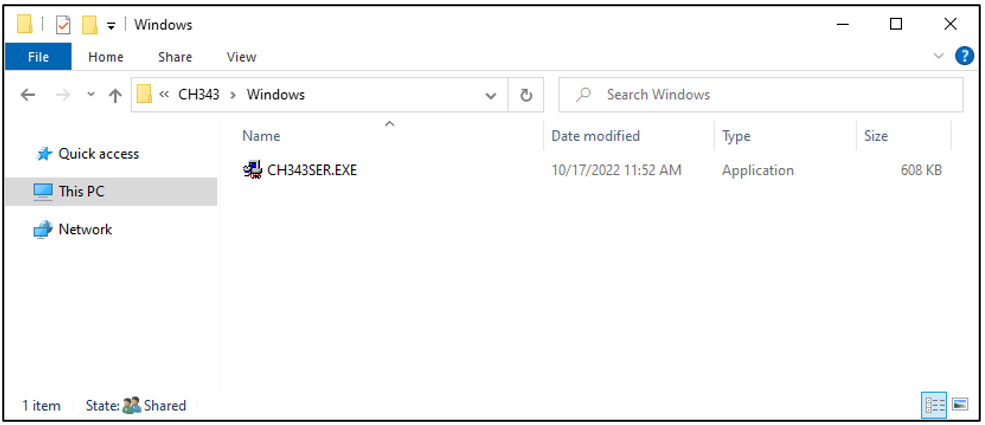 Windows
File Home Share View
« CH343 > Windows Search Windows
Name Date modified Type Size
Quick access
CH343SER.EXE 10/17/2022 11:52 AM Application 608 KB
This PC
Network
1 item State: Shared